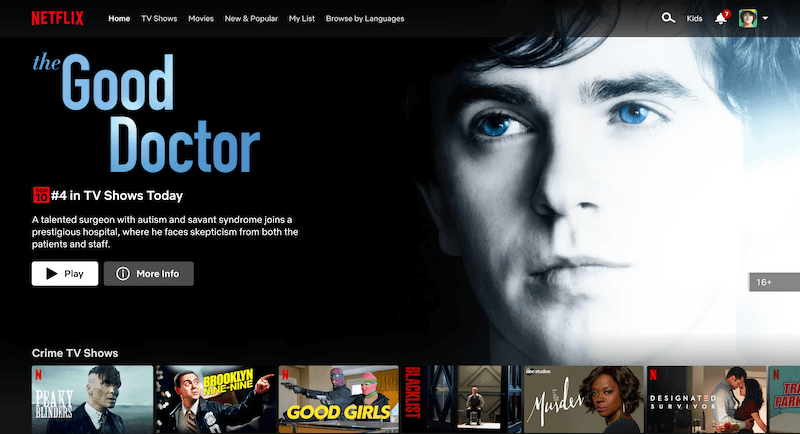 NETFLIX
Home TV Shows Movies New & Popular My List Browse by Languages
Kids
7
the
Good
Doctor
TOP
10
#4 in TV Shows Today
A talented surgeon with autism and savant syndrome joins a
prestigious hospital, where he faces skepticism from both the
patients and staff.
Play
More Info
16+
Crime TV Shows
N
PEAKY
BLINDERS
BROOKLYN
NINE-NINE
N
GOOD GIRLS
BLACKLIST
abc studios
Murder
N
DESIGNATED
SURVIVOR